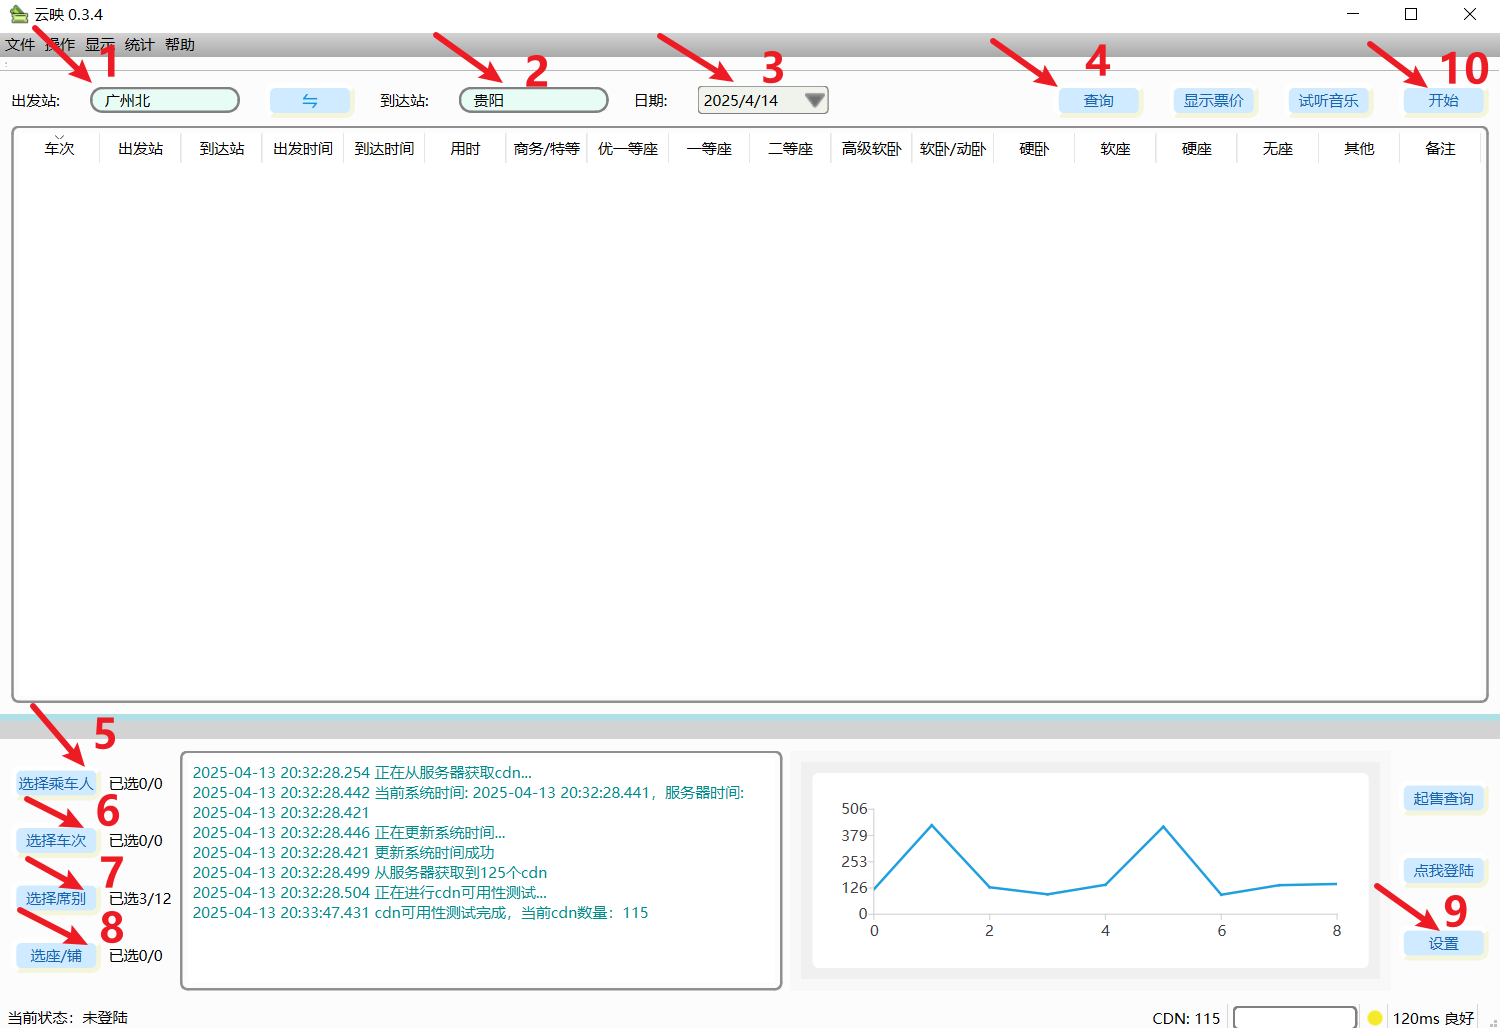 云映 0.3.4
文件 操作 显示 统计 帮助
1 2 3 4 10
出发站: 广州北 ⇋ 到达站: 贵阳 日期: 2025/4/14 查询 显示票价 试听音乐 开始
车次 出发站 到达站 出发时间 到达时间 用时 商务/特等 优一等座 一等座 二等座 高级软卧 软卧/动卧 硬卧 软座 硬座 无座 其他 备注
5
选择乘车人 已选0/0
6
选择车次 已选0/0
7
选择席别 已选3/12
8
选座/铺 已选0/0
2025-04-13 20:32:28.254 正在从服务器获取cdn...
2025-04-13 20:32:28.442 当前系统时间: 2025-04-13 20:32:28.441，服务器时间:
2025-04-13 20:32:28.421
2025-04-13 20:32:28.446 正在更新系统时间...
2025-04-13 20:32:28.421 更新系统时间成功
2025-04-13 20:32:28.499 从服务器获取到125个cdn
2025-04-13 20:32:28.504 正在进行cdn可用性测试...
2025-04-13 20:33:47.431 cdn可用性测试完成，当前cdn数量：115
506
379
253
126
0
0 2 4 6 8
起售查询
点我登陆
9
设置
当前状态：未登陆 CDN: 115 120ms 良好